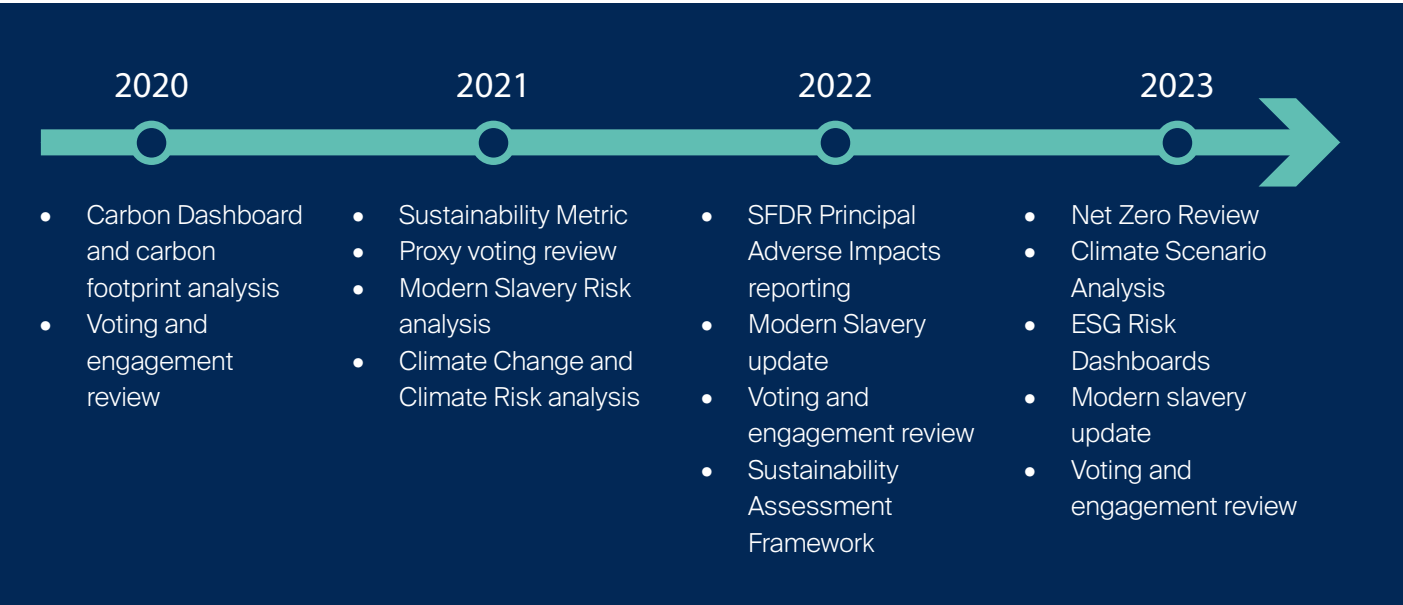 2020
• Carbon Dashboard
and carbon
footprint analysis
• Voting and
engagement
review
2021
• Sustainability Metric
• Proxy voting review
• Modern Slavery Risk
analysis
• Climate Change and
Climate Risk analysis
2022
• SFDR Principal
Adverse Impacts
reporting
• Modern Slavery
update
• Voting and
engagement review
• Sustainability
Assessment
Framework
2023
• Net Zero Review
• Climate Scenario
Analysis
• ESG Risk
Dashboards
• Modern slavery
update
• Voting and
engagement review